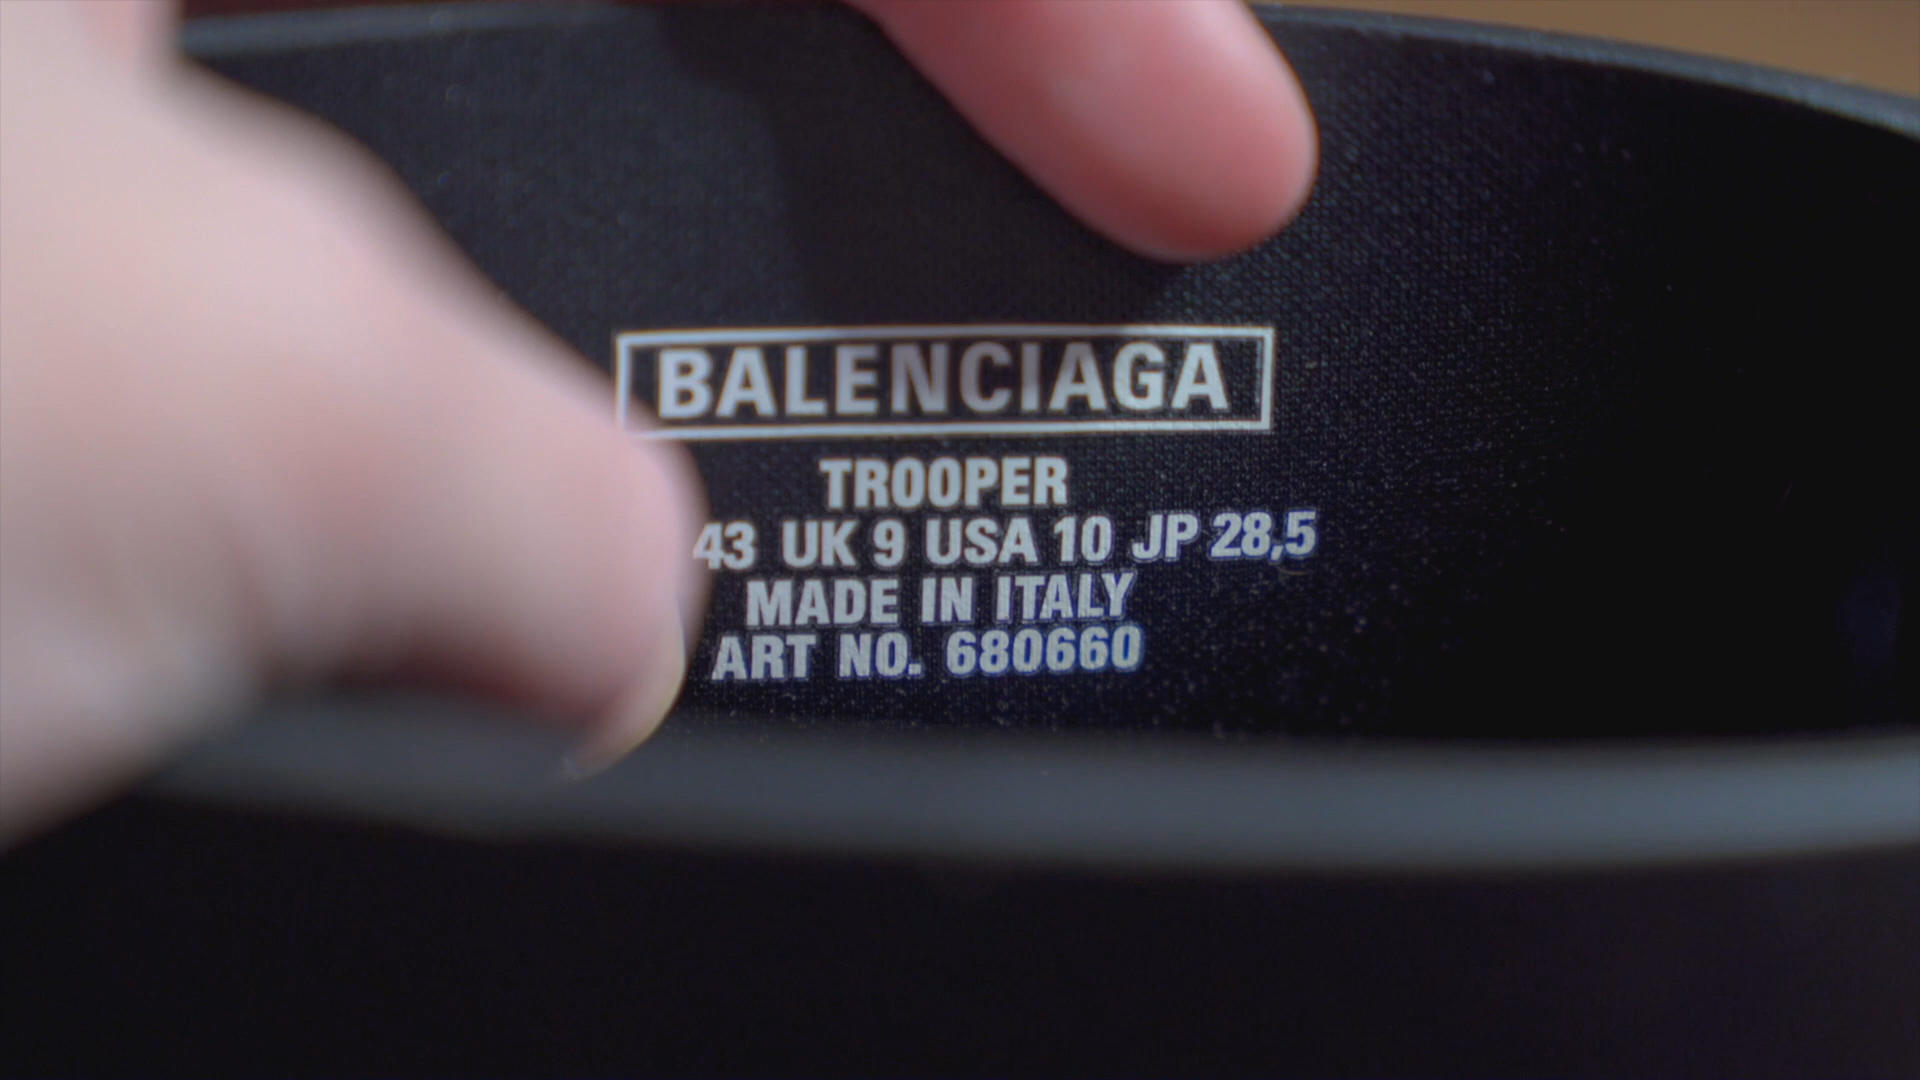 BALENCIAGA
TROOPER
43 UK 9 USA 10 JP 28,5
MADE IN ITALY
ART NO. 680660